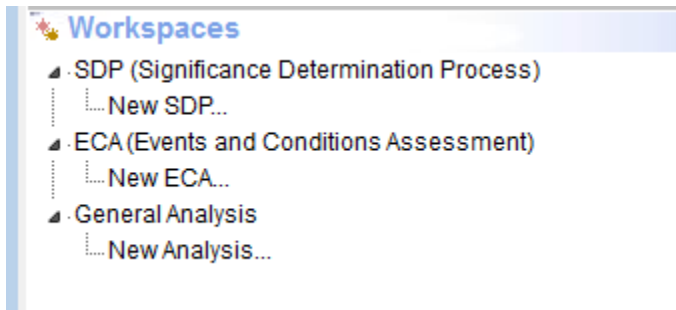 Workspaces
SDP (Significance Determination Process)
New SDP...
ECA (Events and Conditions Assessment)
New ECA...
General Analysis
New Analysis...